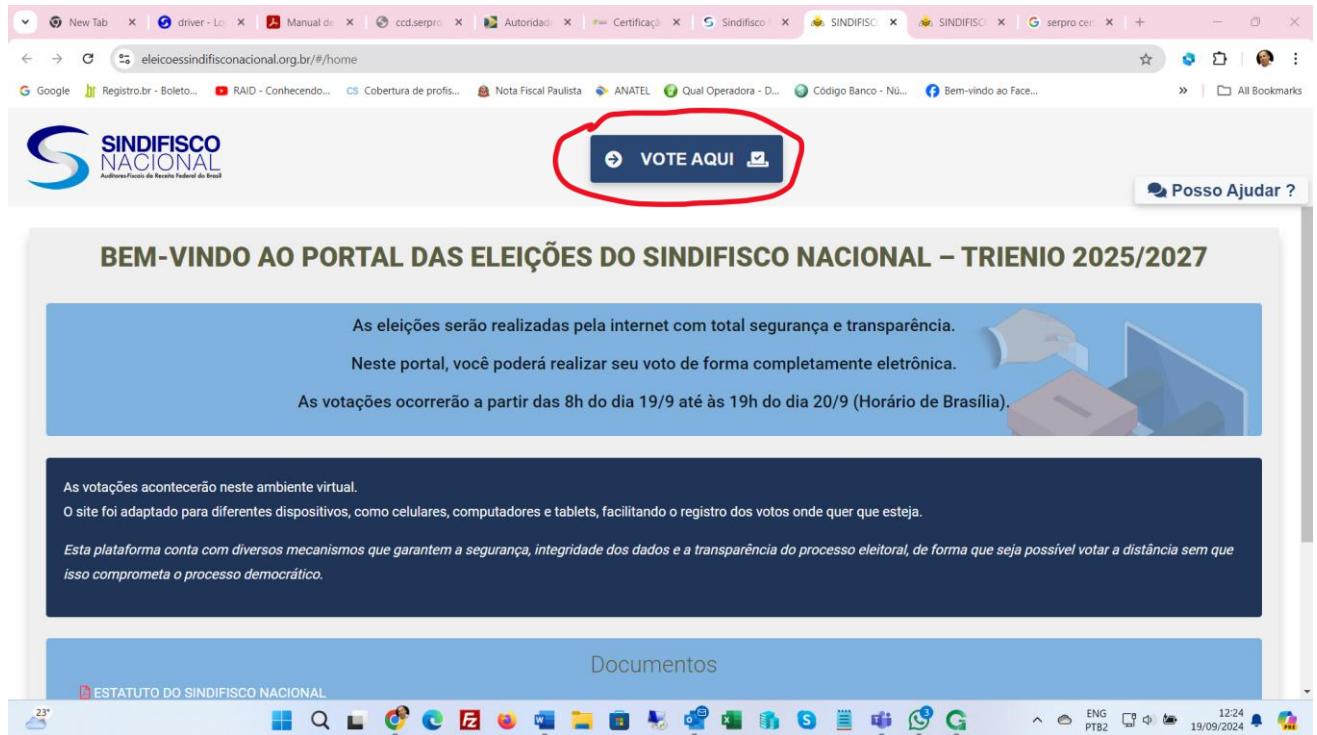 New Tab
driver - Lo
Manual de
ccd.serpro.
Autoridad
Certificaçã
Sindifisco
SINDIFISC
SINDIFISC
serpro cer
eleicoessindifisconacional.org.br/#/home
Google
Registro.br - Boleto...
RAID - Conhecendo...
CS Cobertura de profis...
Nota Fiscal Paulista
ANATEL
Qual Operadora - D...
Código Banco - Nú...
Bem-vindo ao Face...
»
All Bookmarks
SINDIFISCO
NACIONAL
Auditores-Fiscais da Receita Federal do Brasil
VOTE AQUI
Posso Ajudar ?
BEM-VINDO AO PORTAL DAS ELEIÇÕES DO SINDIFISCO NACIONAL – TRIENIO 2025/2027
As eleições serão realizadas pela internet com total segurança e transparência.
Neste portal, você poderá realizar seu voto de forma completamente eletrônica.
As votações ocorrerão a partir das 8h do dia 19/9 até às 19h do dia 20/9 (Horário de Brasília).
As votações acontecerão neste ambiente virtual.
O site foi adaptado para diferentes dispositivos, como celulares, computadores e tablets, facilitando o registro dos votos onde quer que esteja.
Esta plataforma conta com diversos mecanismos que garantem a segurança, integridade dos dados e a transparência do processo eleitoral, de forma que seja possível votar a distância sem que
isso comprometa o processo democrático.
Documentos
ESTATUTO DO SINDIFISCO NACIONAL
23°
ENG
PTB2
12:24
19/09/2024